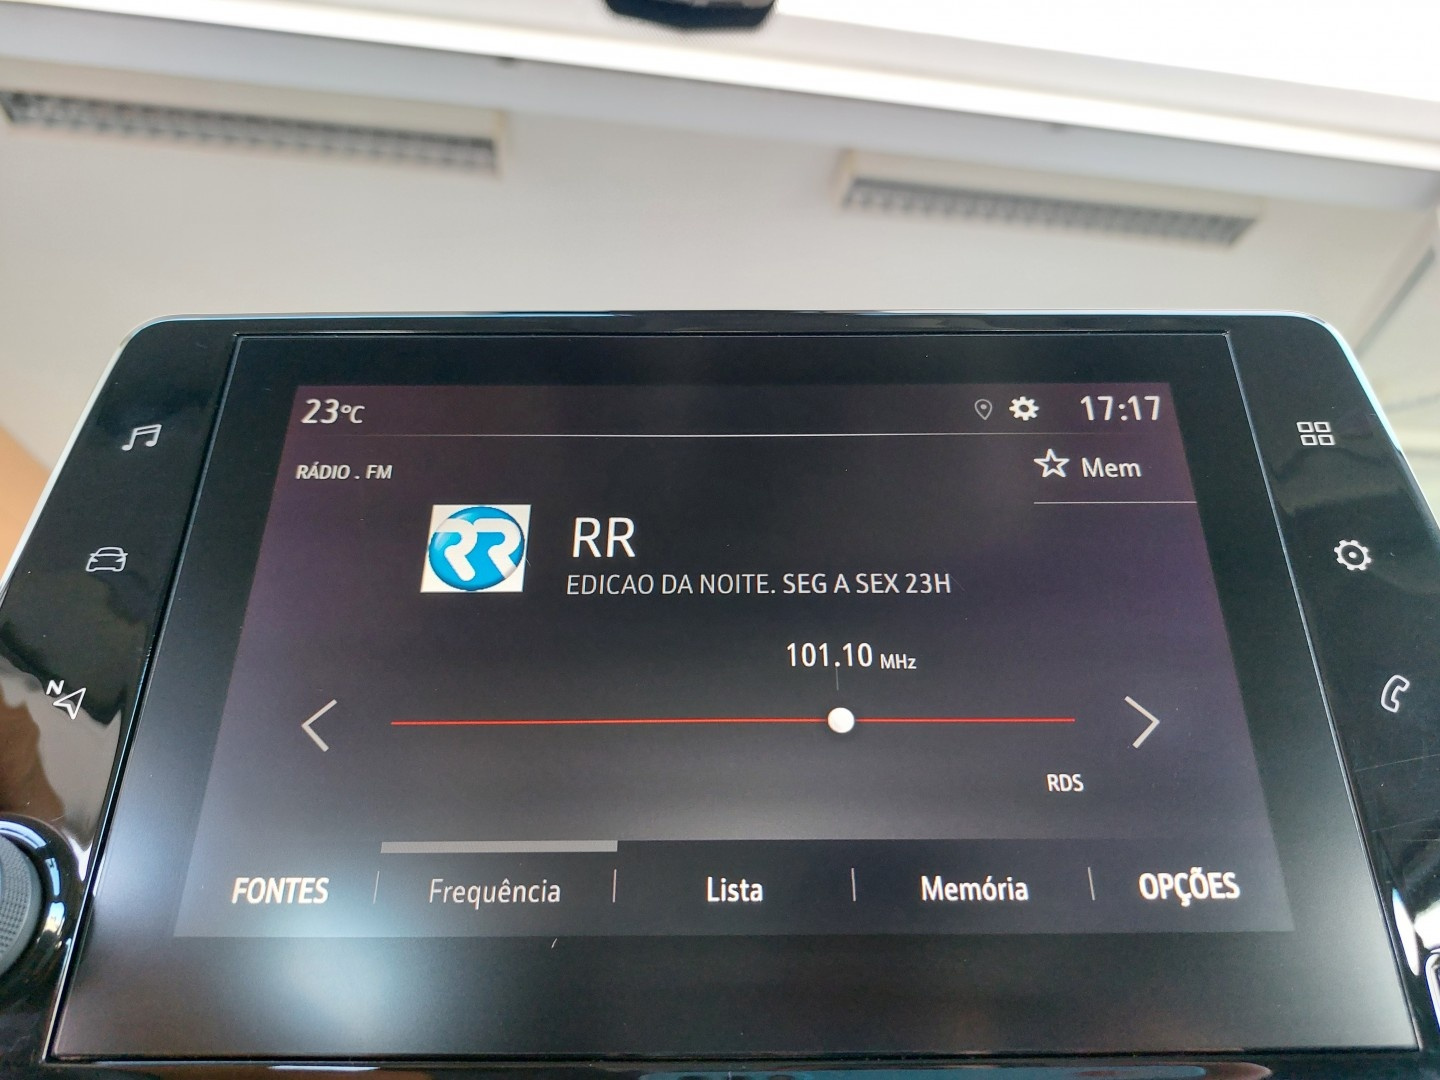 23°C
17:17
RÁDIO . FM
Mem
RR
RR
EDICAO DA NOITE. SEG A SEX 23H
101.10 MHz
RDS
N
FONTES
Frequência
Lista
Memória
OPÇÕES